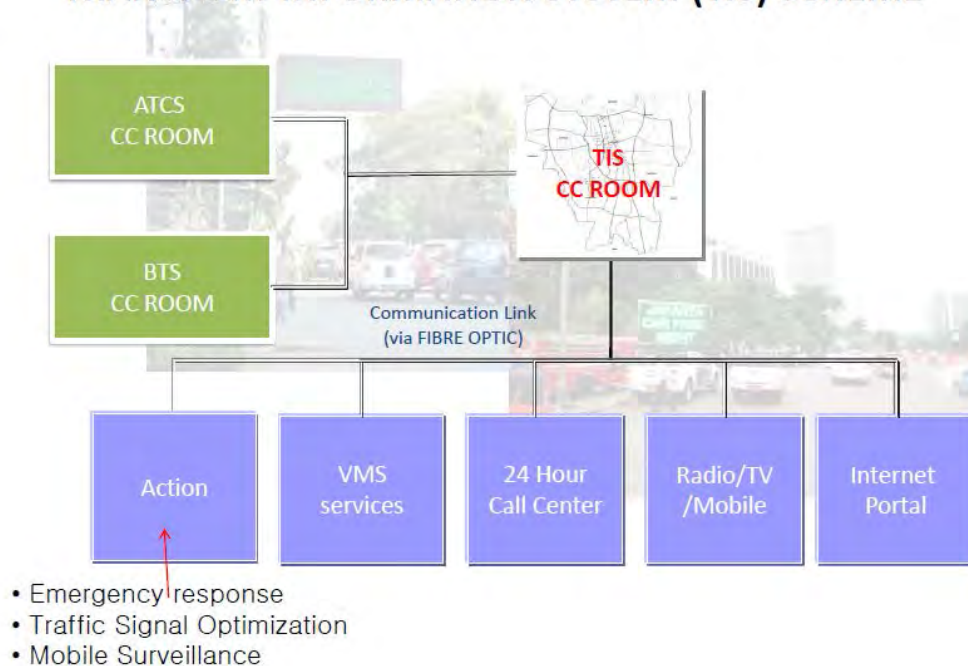 ATCS
CC ROOM
TIS
CC ROOM
BTS
CC ROOM
Communication Link
(via FIBRE OPTIC)
Action
VMS
services
24 Hour
Call Center
Radio/TV
/Mobile
Internet
Portal
• Emergency response
• Traffic Signal Optimization
• Mobile Surveillance